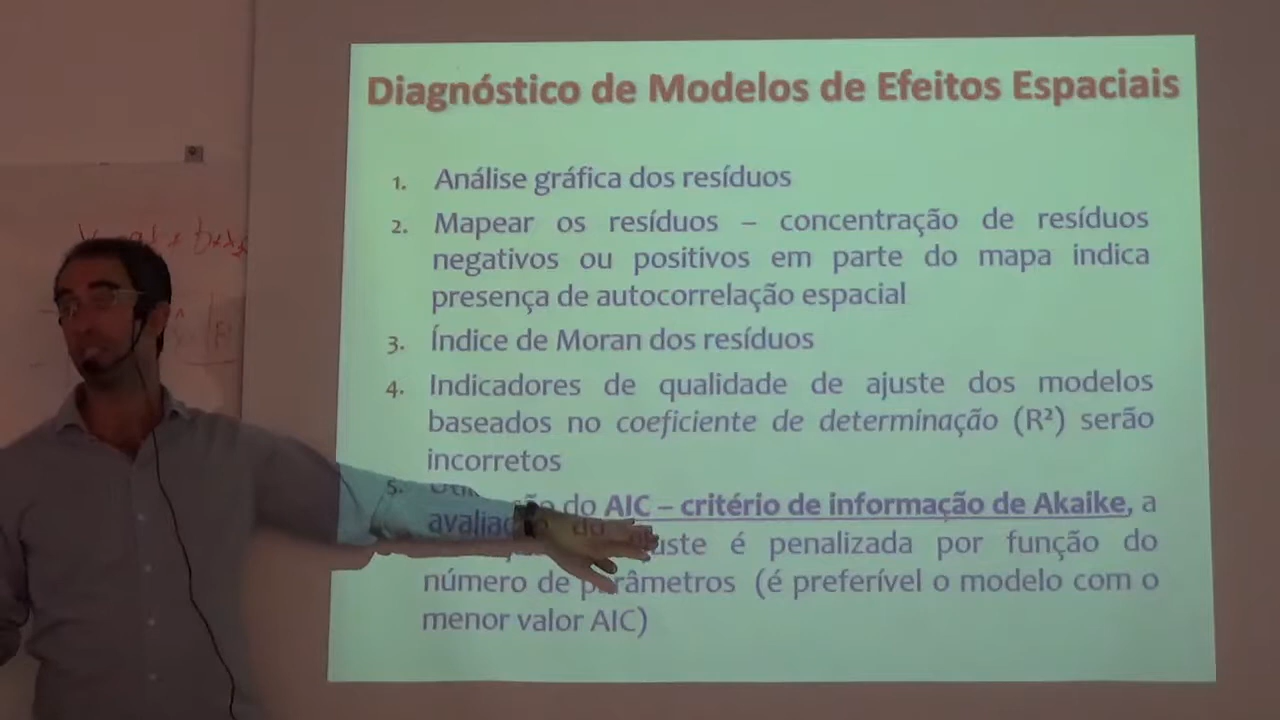 Diagnóstico de Modelos de Efeitos Espaciais
1. Análise gráfica dos resíduos
2. Mapear os resíduos – concentração de resíduos
negativos ou positivos em parte do mapa indica
presença de autocorrelação espacial
3. Índice de Moran dos resíduos
4. Indicadores de qualidade de ajuste dos modelos
baseados no coeficiente de determinação (R²) serão
incorretos
5. do AIC – critério de informação de Akaike, a
do é penalizada por função do
número de parâmetros (é preferível o modelo com o
menor valor AIC)